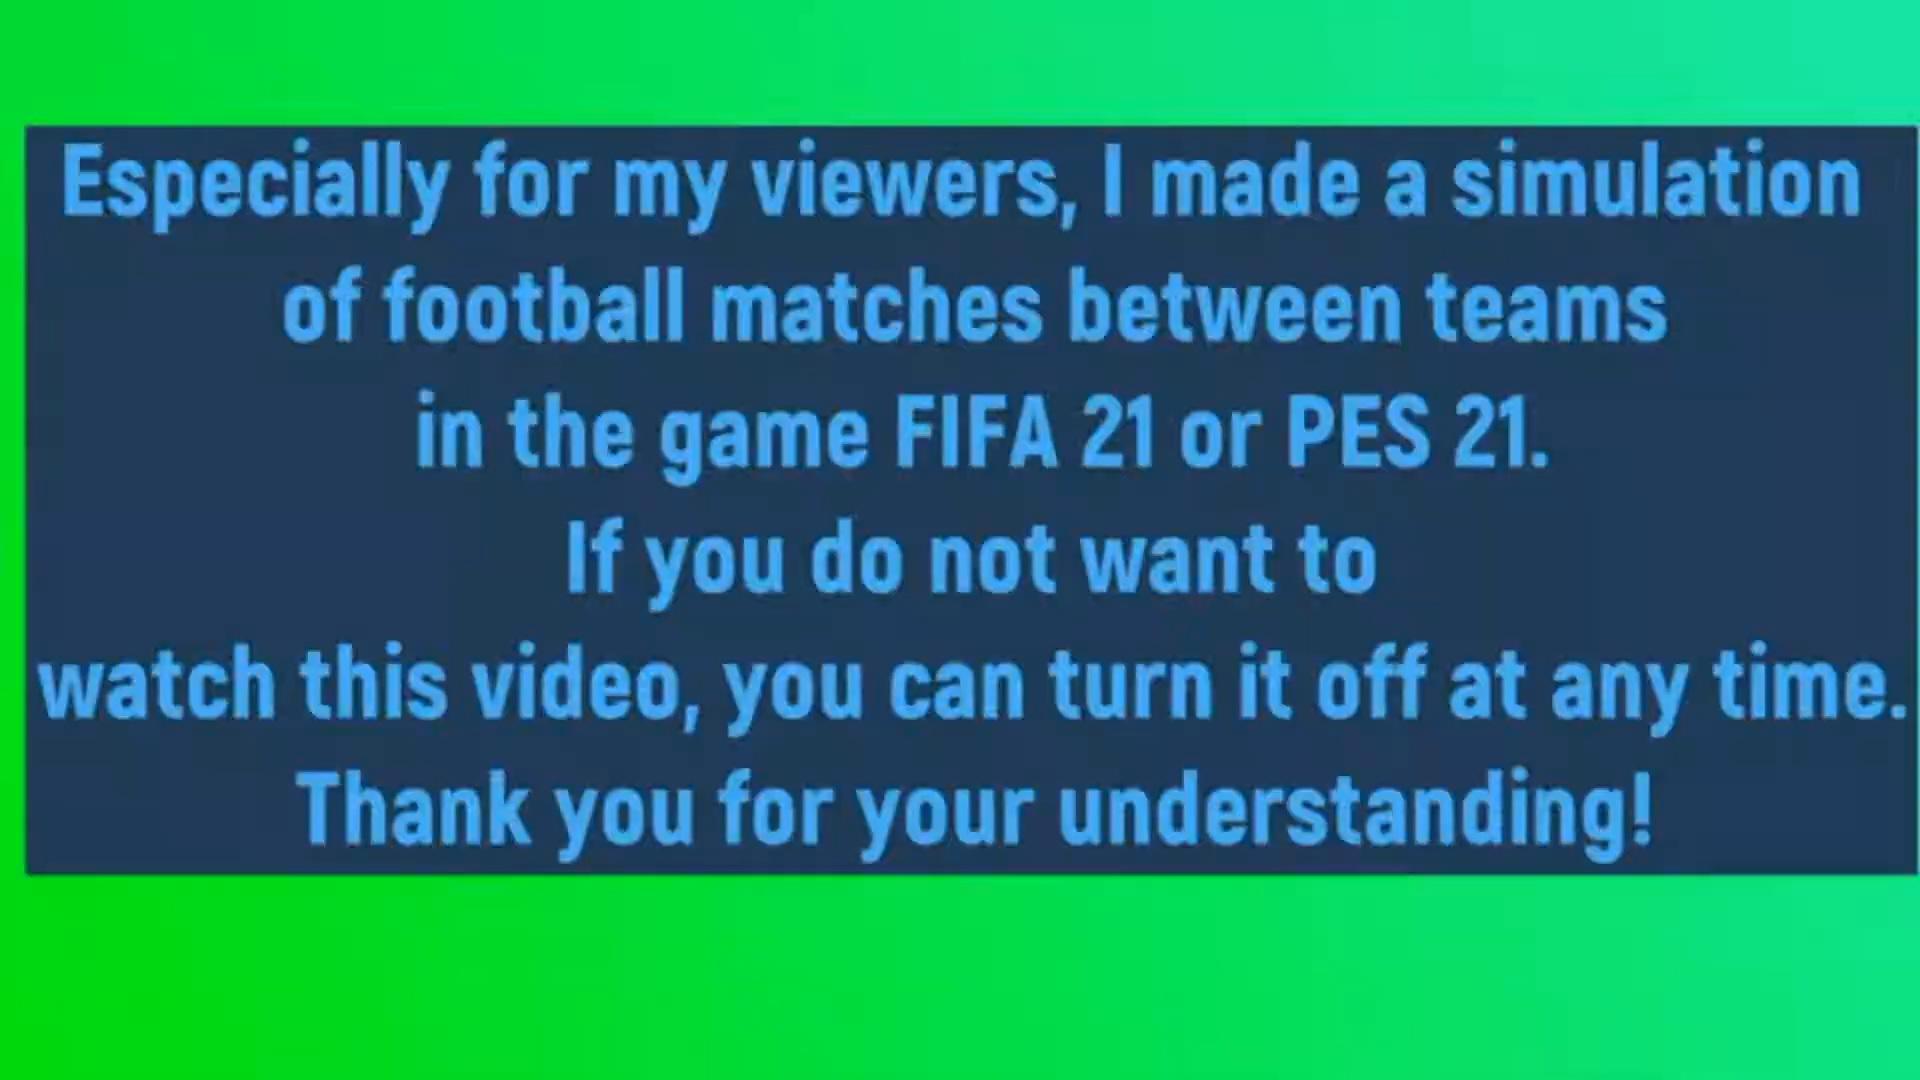 Especially for my viewers, I made a simulation
of football matches between teams
in the game FIFA 21 or PES 21.
If you do not want to
watch this video, you can turn it off at any time.
Thank you for your understanding!